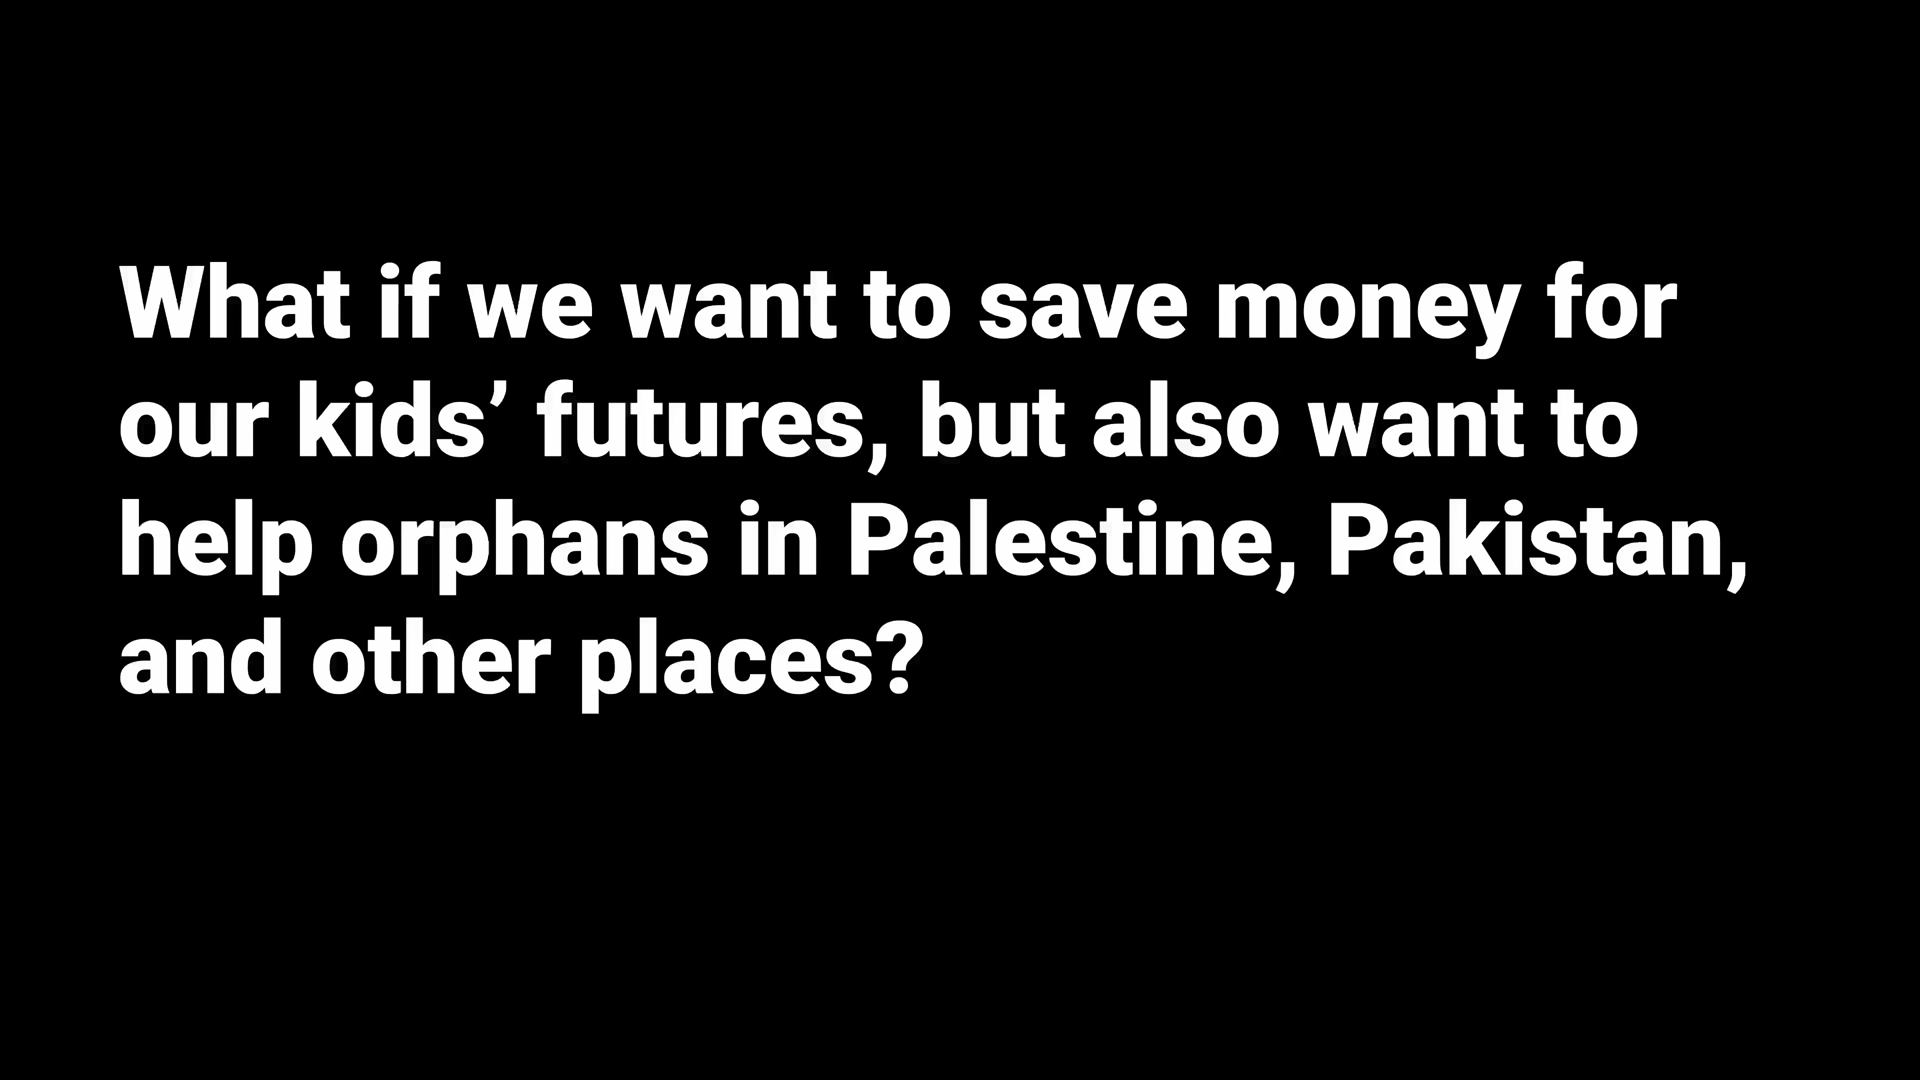 What if we want to save money for
our kids’ futures, but also want to
help orphans in Palestine, Pakistan,
and other places?